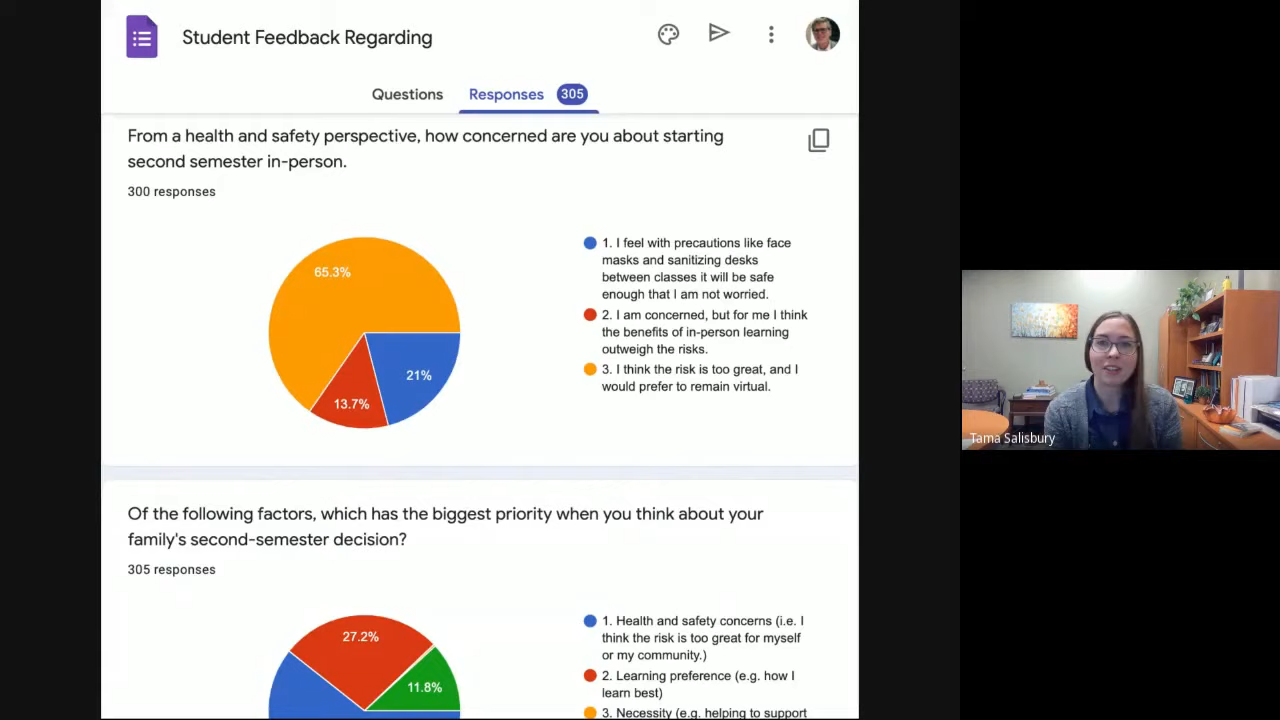 Student Feedback Regarding
Questions
Responses 305
From a health and safety perspective, how concerned are you about starting
second semester in-person.
300 responses
65.3%
21%
13.7%
1. I feel with precautions like face
masks and sanitizing desks
between classes it will be safe
enough that I am not worried.
2. I am concerned, but for me I think
the benefits of in-person learning
outweigh the risks.
3. I think the risk is too great, and I
would prefer to remain virtual.
Of the following factors, which has the biggest priority when you think about your
family's second-semester decision?
305 responses
27.2%
11.8%
1. Health and safety concerns (i.e. I
think the risk is too great for myself
or my community.)
2. Learning preference (e.g. how I
learn best)
3. Necessity (e.g. helping to support
Tama Salisbury